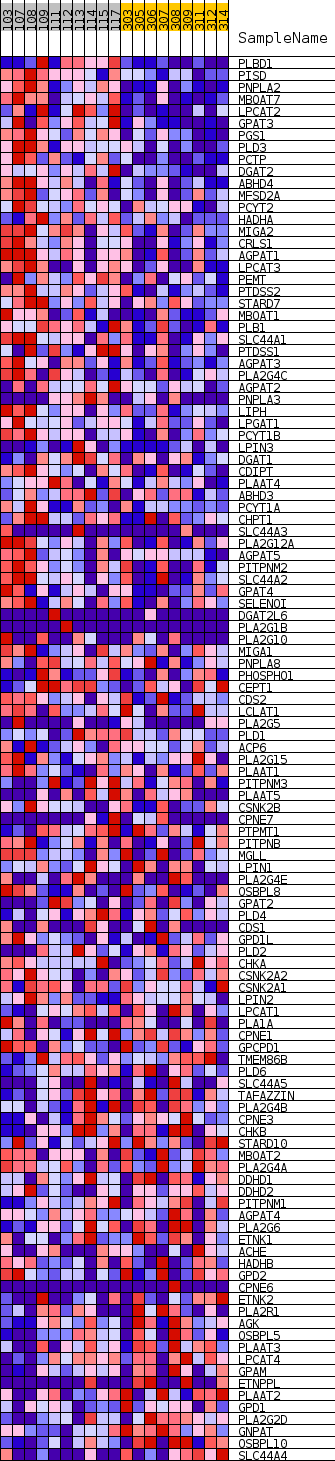 103 107 108 109 111 112 113 114 115 117 303 305 306 307 308 309 311 312 314
SampleName
PLBD1
PISD
PNPLA2
MBOAT7
LPCAT2
GPAT3
PGS1
PLD3
PCTP
DGAT2
ABHD4
MFSD2A
PCYT2
HADHA
MIGA2
CRLS1
AGPAT1
LPCAT3
PEMT
PTDSS2
STARD7
MBOAT1
PLB1
SLC44A1
PTDSS1
AGPAT3
PLA2G4C
AGPAT2
PNPLA3
LIPH
LPGAT1
PCYT1B
LPIN3
DGAT1
CDIPT
PLAAT4
ABHD3
PCYT1A
CHPT1
SLC44A3
PLA2G12A
AGPAT5
PITPNM2
SLC44A2
GPAT4
SELENOI
DGAT2L6
PLA2G1B
PLA2G10
MIGA1
PNPLA8
PHOSPHO1
CEPT1
CDS2
LCLAT1
PLA2G5
PLD1
ACP6
PLA2G15
PLAAT1
PITPNM3
PLAAT5
CSNK2B
CPNE7
PTPMT1
PITPNB
MGLL
LPIN1
PLA2G4E
OSBPL8
GPAT2
PLD4
CDS1
GPD1L
PLD2
CHKA
CSNK2A2
CSNK2A1
LPIN2
LPCAT1
PLA1A
CPNE1
GPCPD1
TMEM86B
PLD6
SLC44A5
TAFAZZIN
PLA2G4B
CPNE3
CHKB
STARD10
MBOAT2
PLA2G4A
DDHD1
DDHD2
PITPNM1
AGPAT4
PLA2G6
ETNK1
ACHE
HADHB
GPD2
CPNE6
ETNK2
PLA2R1
AGK
OSBPL5
PLAAT3
LPCAT4
GPAM
ETNPPL
PLAAT2
GPD1
PLA2G2D
GNPAT
OSBPL10
SLC44A4